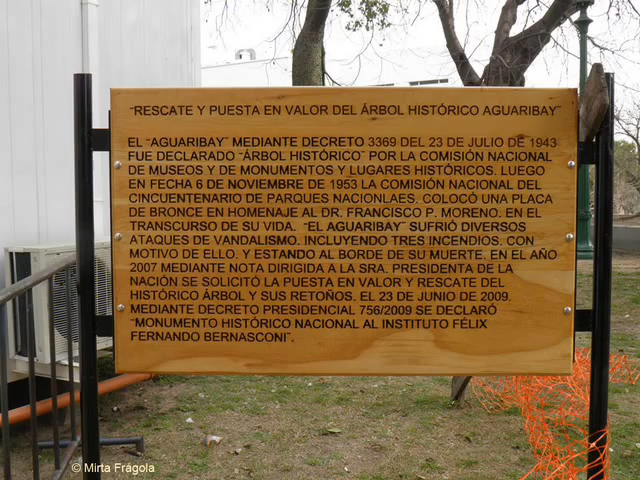 "RESCATE Y PUESTA EN VALOR DEL ÁRBOL HISTÓRICO AGUARIBAY"
EL "AGUARIBAY" MEDIANTE DECRETO 3369 DEL 23 DE JULIO DE 1943
FUE DECLARADO "ÁRBOL HISTÓRICO" POR LA COMISIÓN NACIONAL
DE MUSEOS Y DE MONUMENTOS Y LUGARES HISTÓRICOS. LUEGO
EN FECHA 6 DE NOVIEMBRE DE 1953 LA COMISIÓN NACIONAL DEL
CINCUENTENARIO DE PARQUES NACIONLAES. COLOCÓ UNA PLACA
DE BRONCE EN HOMENAJE AL DR. FRANCISCO P. MORENO. EN EL
TRANSCURSO DE SU VIDA. "EL AGUARIBAY" SUFRIÓ DIVERSOS
ATAQUES DE VANDALISMO. INCLUYENDO TRES INCENDIOS. CON
MOTIVO DE ELLO. Y ESTANDO AL BORDE DE SU MUERTE. EN EL AÑO
2007 MEDIANTE NOTA DIRIGIDA A LA SRA. PRESIDENTA DE LA
NACIÓN SE SOLICITÓ LA PUESTA EN VALOR Y RESCATE DEL
HISTÓRICO ÁRBOL Y SUS RETOÑOS. EL 23 DE JUNIO DE 2009.
MEDIANTE DECRETO PRESIDENCIAL 756/2009 SE DECLARÓ
"MONUMENTO HISTÓRICO NACIONAL AL INSTITUTO FÉLIX
FERNANDO BERNASCONI".
© Mirta Frágola